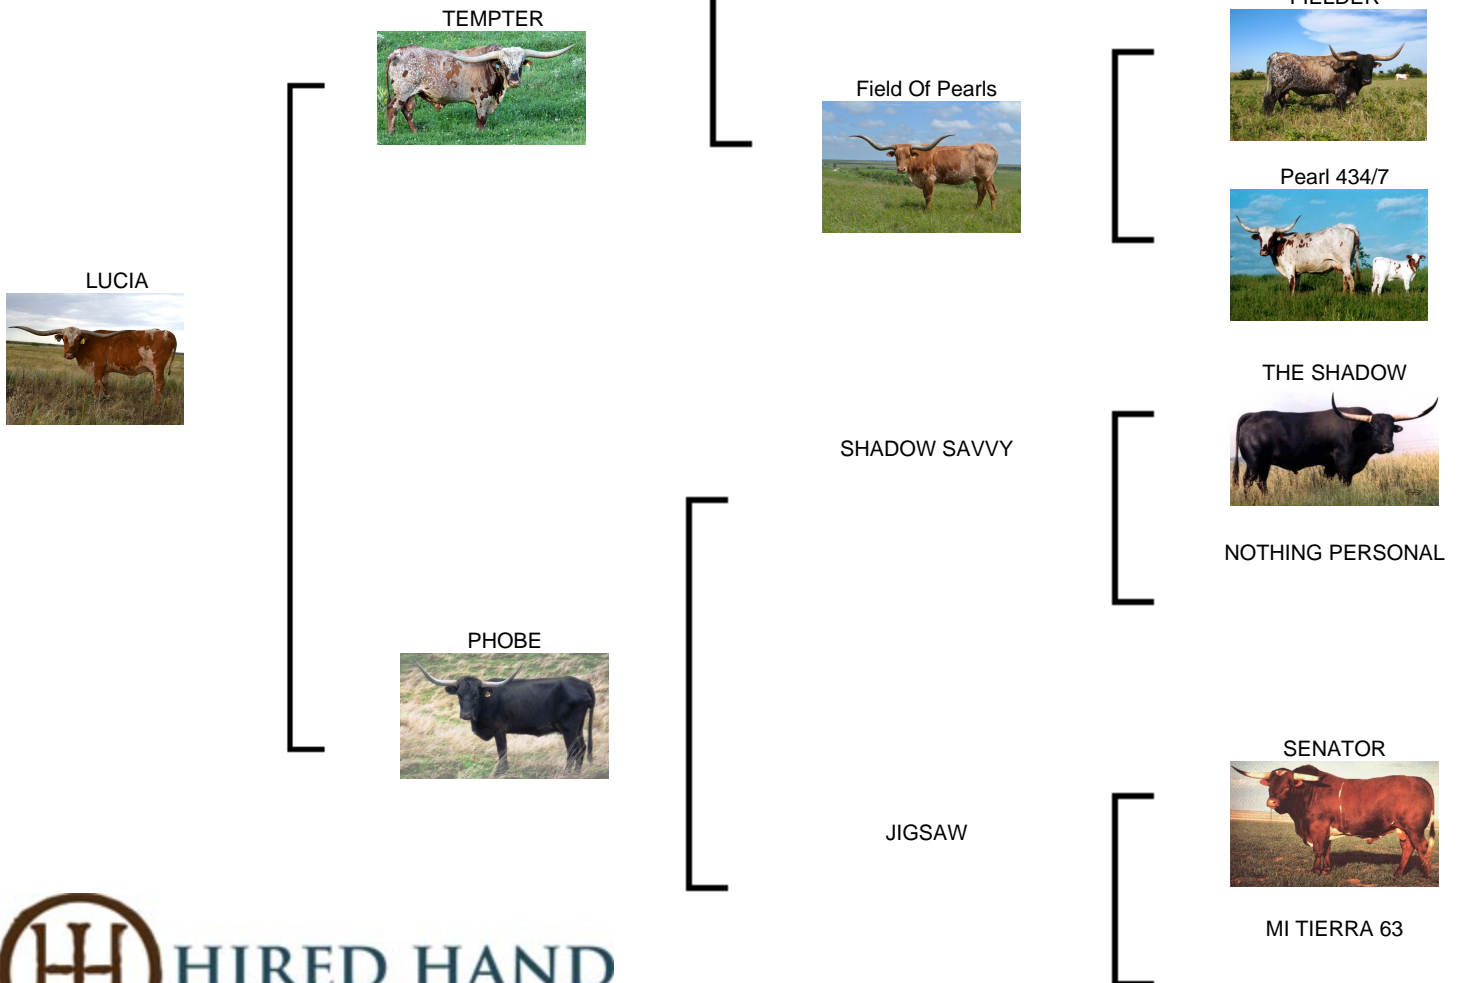 TEMPTER
FIELDER
Field Of Pearls
Pearl 434/7
LUCIA
THE SHADOW
SHADOW SAVVY
NOTHING PERSONAL
PHOBE
SENATOR
JIGSAW
MI TIERRA 63
HIRED HAND